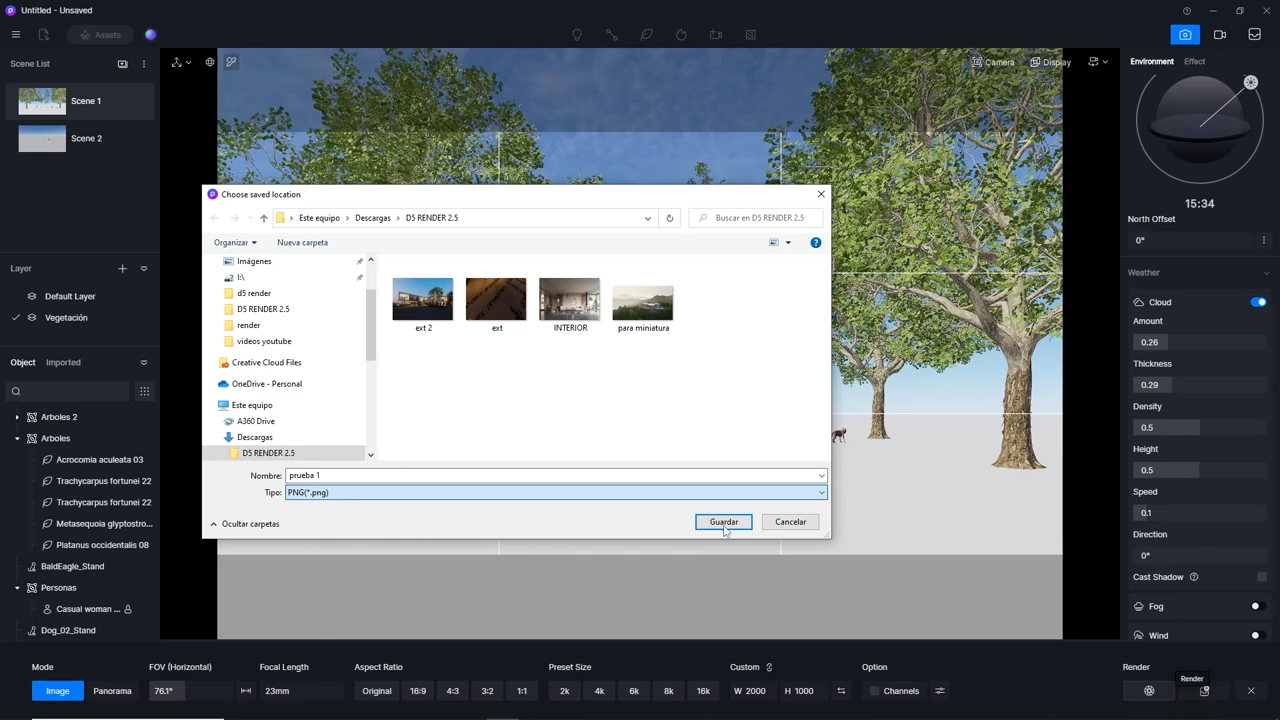 Untitled - Unsaved
Assets
Scene List
Camera
Display
Environment
Effect
Scene 1
Scene 2
15:34
North Offset
0°
Weather
Cloud
Amount
0.26
Thickness
0.29
Density
0.5
Height
0.5
Speed
0.1
Direction
0°
Cast Shadow
Fog
Wind
Layer
Default Layer
Vegetación
Object
Imported
Arboles 2
Arboles
Acrocomia aculeata 03
Trachycarpus fortunei 22
Trachycarpus fortunei 22
Metasequoia glyptostro...
Platanus occidentalis 08
BaldEagle_Stand
Personas
Casual woman ...
Dog_02_Stand
Choose saved location
Este equipo
Descargas
D5 RENDER 2.5
Buscar en D5 RENDER 2.5
Organizar
Nueva carpeta
Imágenes
I:\
d5 render
D5 RENDER 2.5
render
videos youtube
Creative Cloud Files
OneDrive - Personal
Este equipo
A360 Drive
Descargas
D5 RENDER 2.5
ext 2
ext
INTERIOR
para miniatura
Nombre:
prueba 1
Tipo:
PNG(*.png)
Ocultar carpetas
Guardar
Cancelar
Mode
FOV (Horizontal)
Focal Length
Aspect Ratio
Preset Size
Custom
Option
Render
Render
Image
Panorama
76.1°
23mm
Original
16:9
4:3
3:2
1:1
2k
4k
6k
8k
16k
W 2000
H 1000
Channels